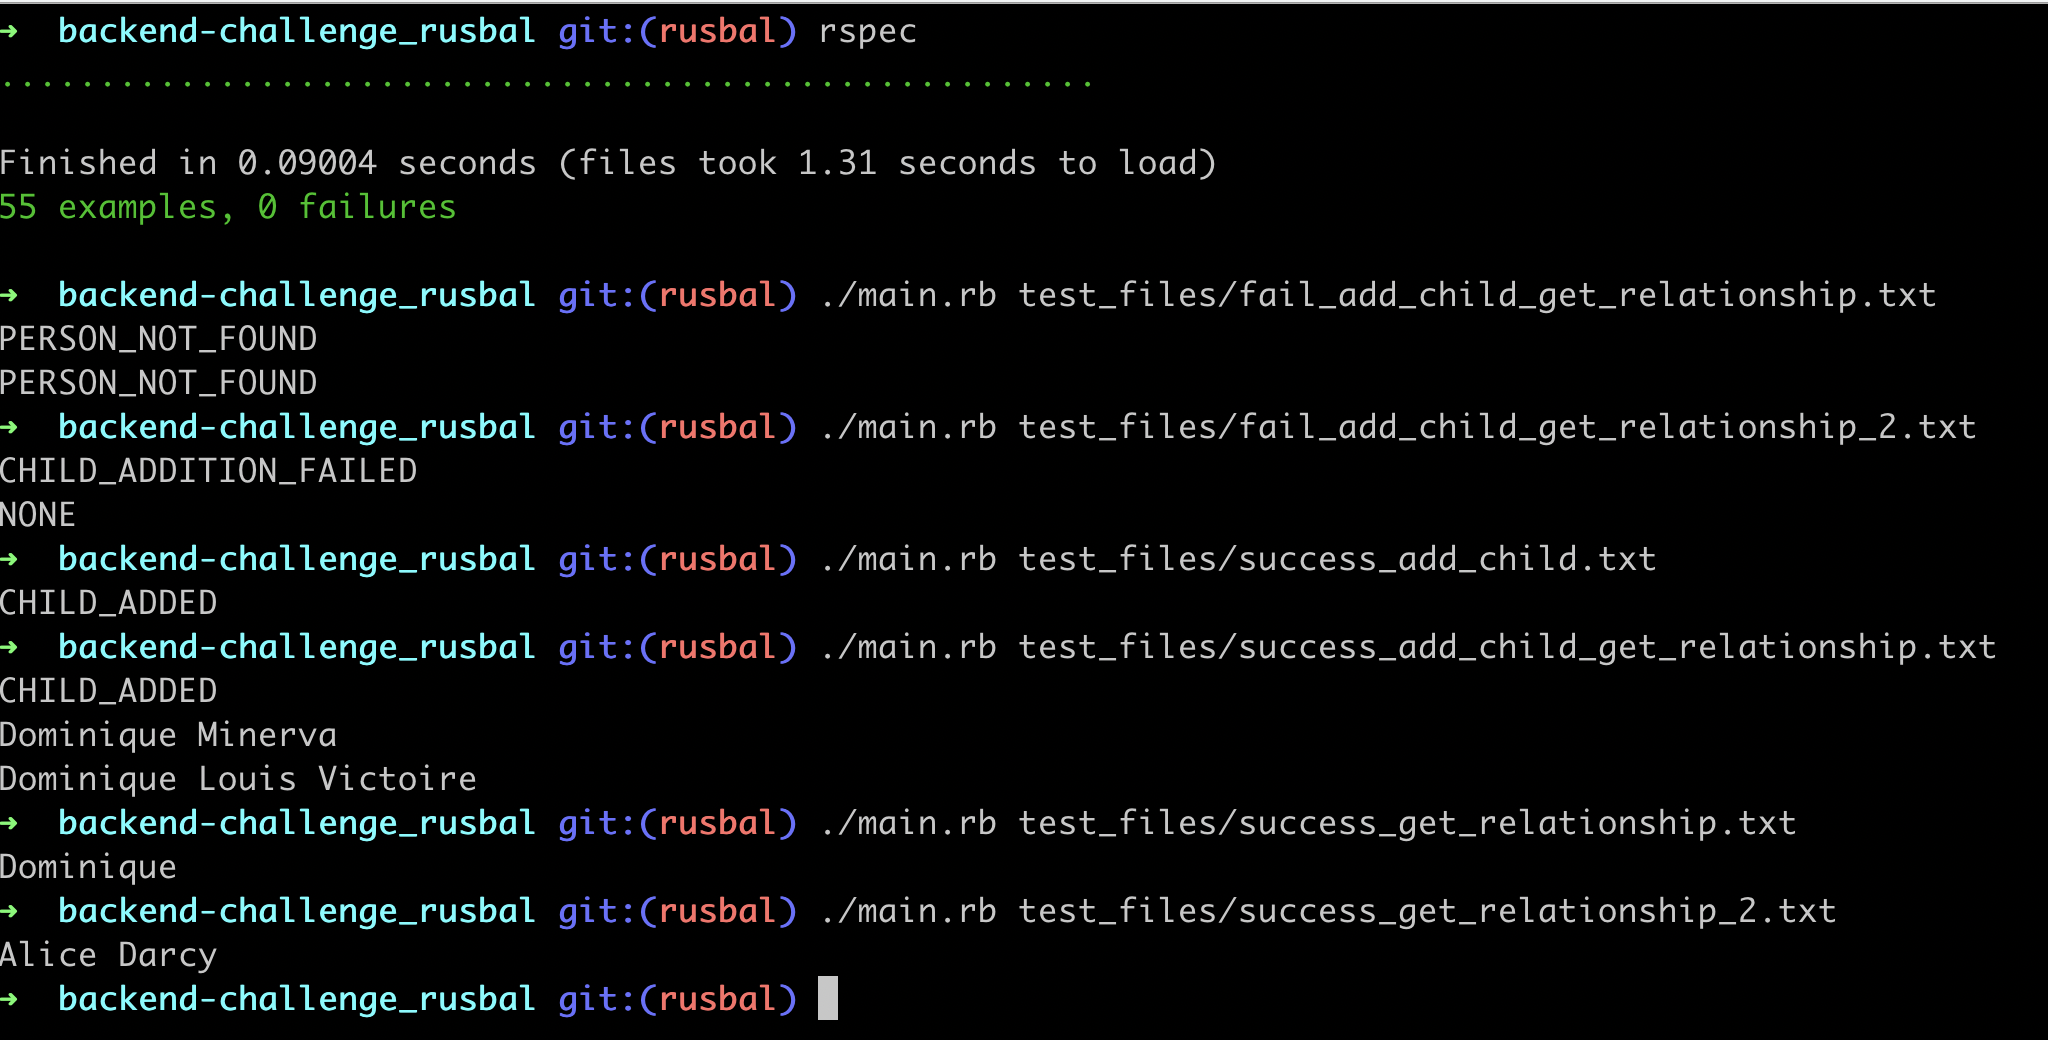 ➜  backend-challenge_rusbal git:(rusbal) rspec
.......................................................

Finished in 0.09004 seconds (files took 1.31 seconds to load)
55 examples, 0 failures

➜  backend-challenge_rusbal git:(rusbal) ./main.rb test_files/fail_add_child_get_relationship.txt
PERSON_NOT_FOUND
PERSON_NOT_FOUND
➜  backend-challenge_rusbal git:(rusbal) ./main.rb test_files/fail_add_child_get_relationship_2.txt
CHILD_ADDITION_FAILED
NONE
➜  backend-challenge_rusbal git:(rusbal) ./main.rb test_files/success_add_child.txt
CHILD_ADDED
➜  backend-challenge_rusbal git:(rusbal) ./main.rb test_files/success_add_child_get_relationship.txt
CHILD_ADDED
Dominique Minerva
Dominique Louis Victoire
➜  backend-challenge_rusbal git:(rusbal) ./main.rb test_files/success_get_relationship.txt
Dominique
➜  backend-challenge_rusbal git:(rusbal) ./main.rb test_files/success_get_relationship_2.txt
Alice Darcy
➜  backend-challenge_rusbal git:(rusbal)